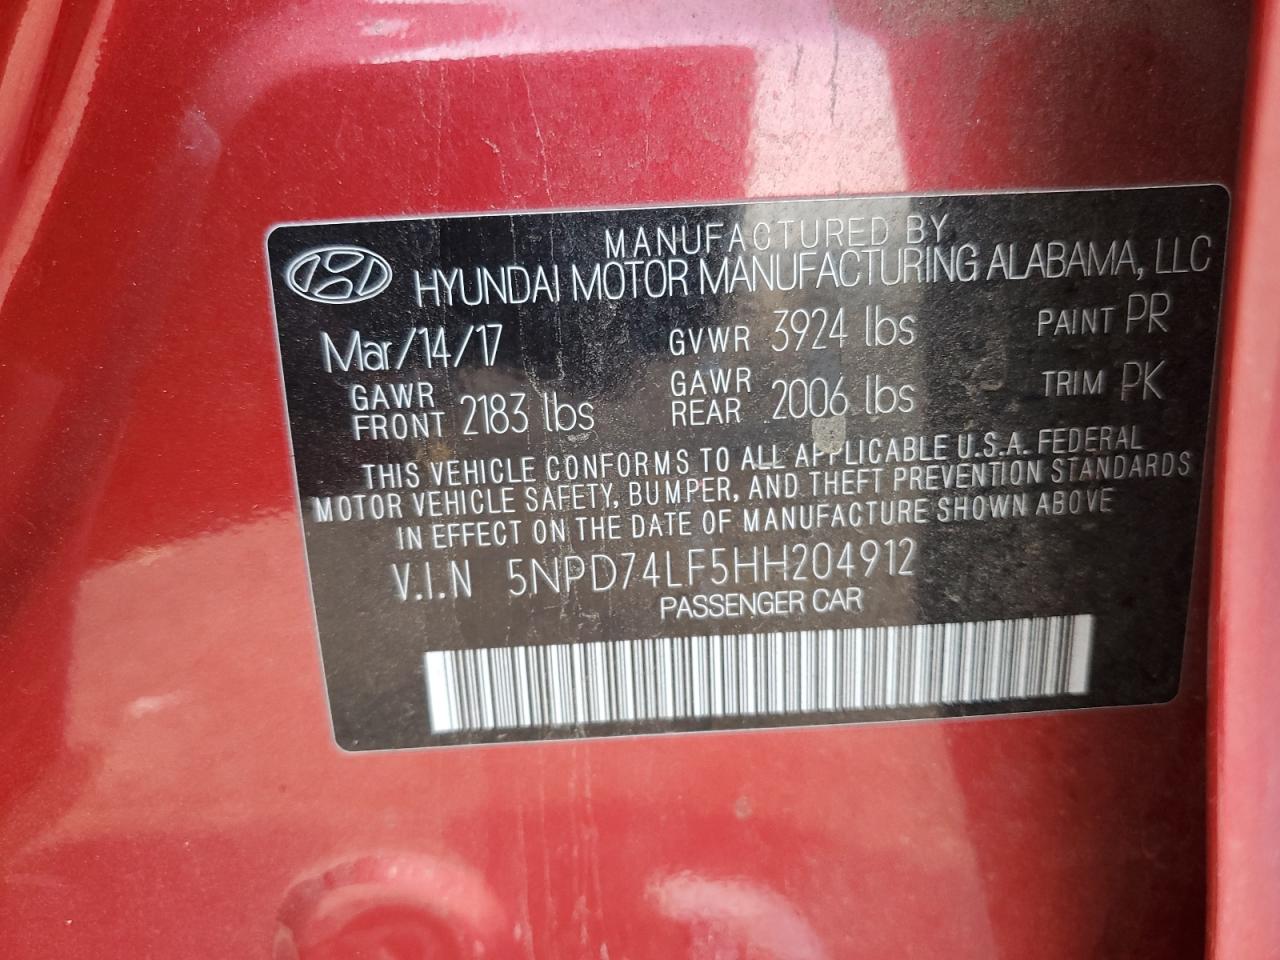 MANUFACTURED BY
HYUNDAI MOTOR MANUFACTURING ALABAMA, LLC
Mar/14/17 GVWR 3924 lbs PAINT PR
GAWR FRONT 2183 lbs GAWR REAR 2006 lbs TRIM PK
THIS VEHICLE CONFORMS TO ALL APPLICABLE U.S.A. FEDERAL
MOTOR VEHICLE SAFETY, BUMPER, AND THEFT PREVENTION STANDARDS
IN EFFECT ON THE DATE OF MANUFACTURE SHOWN ABOVE
V.I.N 5NPD74LF5HH204912
PASSENGER CAR